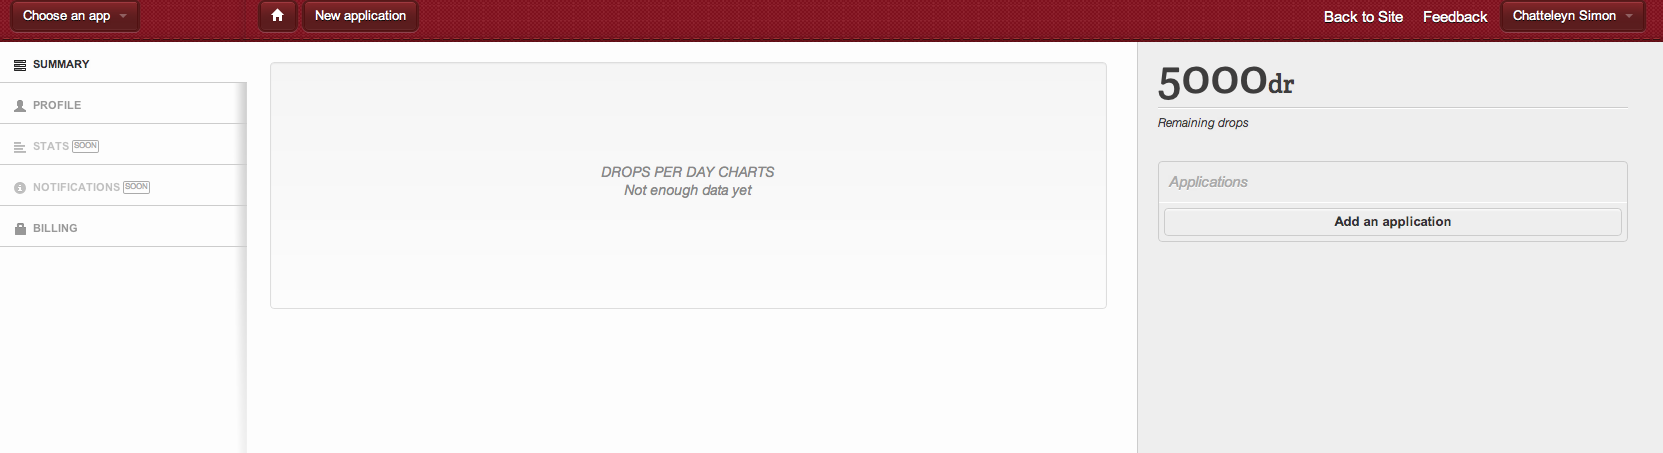 Choose an app
New application
Back to Site
Feedback
Chatteleyn Simon
SUMMARY
PROFILE
STATS SOON
NOTIFICATIONS SOON
BILLING
DROPS PER DAY CHARTS
Not enough data yet
5000dr
Remaining drops
Applications
Add an application